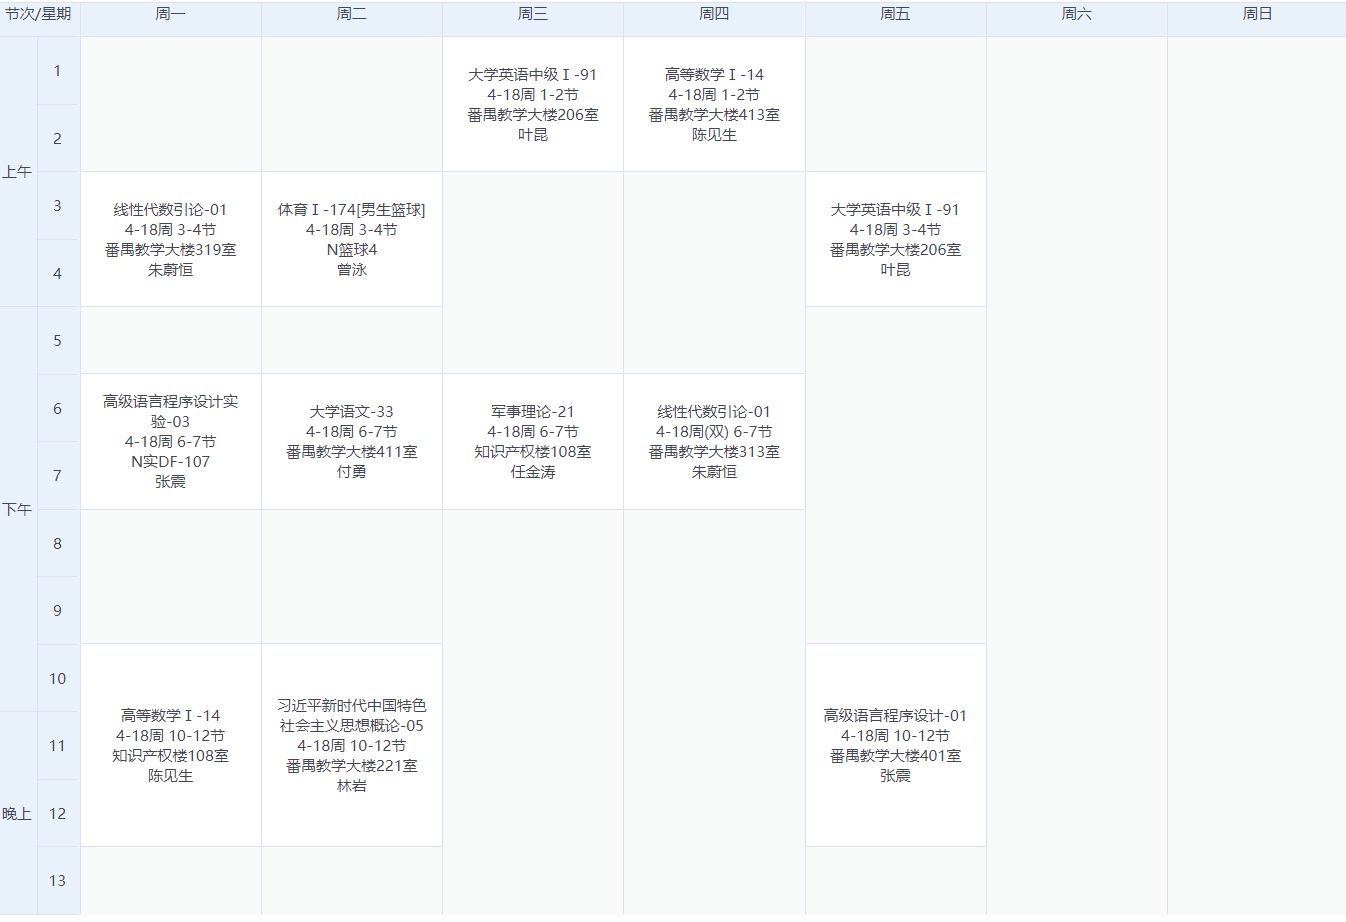 节次/星期
周一
周二
周三
周四
周五
周六
周日
上午
1
大学英语中级Ⅰ-91
4-18周 1-2节
番禺教学大楼206室
叶昆
高等数学Ⅰ-14
4-18周 1-2节
番禺教学大楼413室
陈见生
2
3
线性代数引论-01
4-18周 3-4节
番禺教学大楼319室
朱蔚恒
体育Ⅰ-174[男生篮球]
4-18周 3-4节
N篮球4
曾泳
大学英语中级Ⅰ-91
4-18周 3-4节
番禺教学大楼206室
叶昆
4
下午
5
6
高级语言程序设计实
验-03
4-18周 6-7节
N实DF-107
张震
大学语文-33
4-18周 6-7节
番禺教学大楼411室
付勇
军事理论-21
4-18周 6-7节
知识产权楼108室
任金涛
线性代数引论-01
4-18周(双) 6-7节
番禺教学大楼313室
朱蔚恒
7
8
9
10
高等数学Ⅰ-14
4-18周 10-12节
知识产权楼108室
陈见生
习近平新时代中国特色
社会主义思想概论-05
4-18周 10-12节
番禺教学大楼221室
林岩
高级语言程序设计-01
4-18周 10-12节
番禺教学大楼401室
张震
晚上
11
12
13